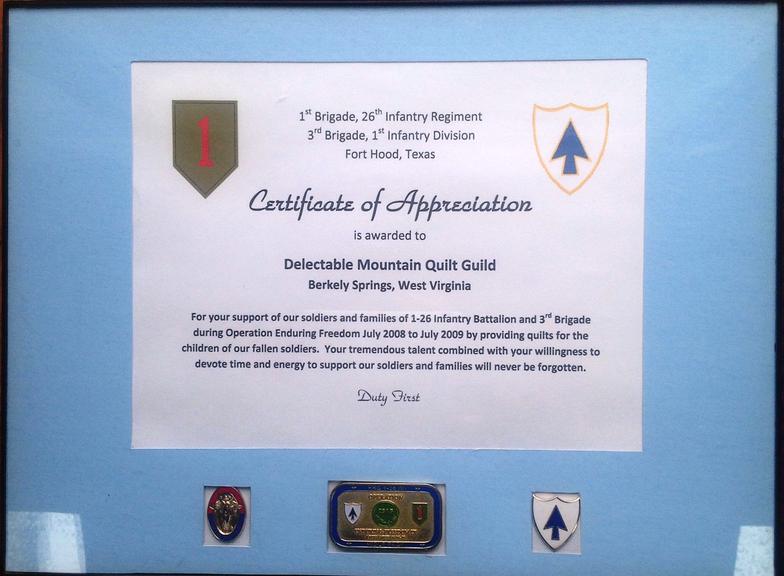 1
1st Brigade, 26th Infantry Regiment
3rd Brigade, 1st Infantry Division
Fort Hood, Texas
Certificate of Appreciation
is awarded to
Delectable Mountain Quilt Guild
Berkely Springs, West Virginia
For your support of our soldiers and families of 1-26 Infantry Battalion and 3rd Brigade
during Operation Enduring Freedom July 2008 to July 2009 by providing quilts for the
children of our fallen soldiers. Your tremendous talent combined with your willingness to
devote time and energy to support our soldiers and families will never be forgotten.
Duty First
OPERATION
1